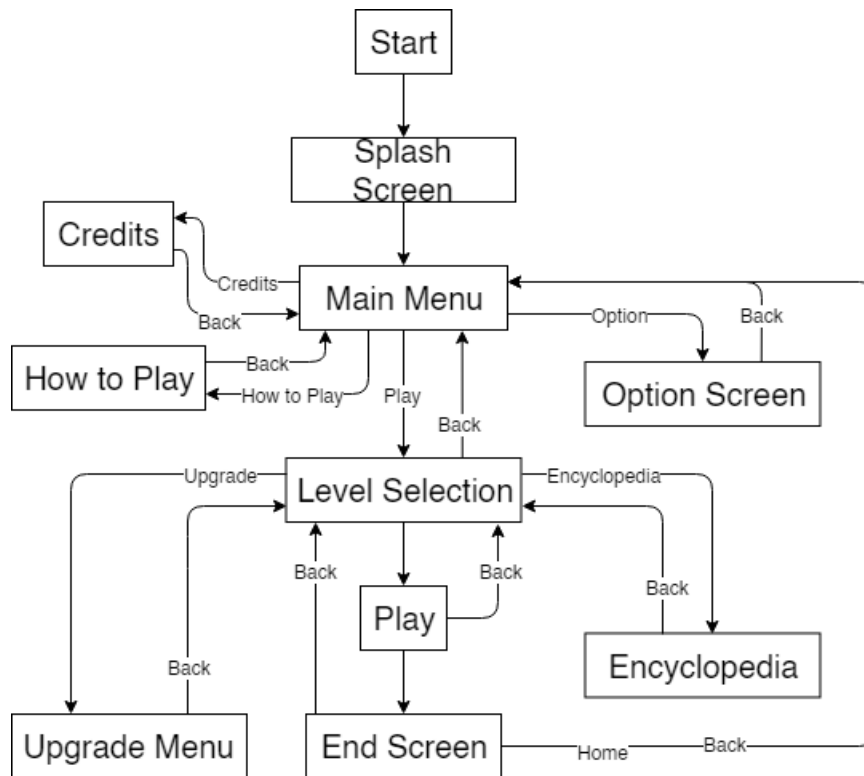 Start
Splash
Screen
Credits
Credits
Main Menu
Back
Option
Back
How to Play
Back
How to Play
Play
Option Screen
Back
Upgrade
Level Selection
Encyclopedia
Back
Back
Back
Play
Back
Encyclopedia
Upgrade Menu
End Screen
Home
Back